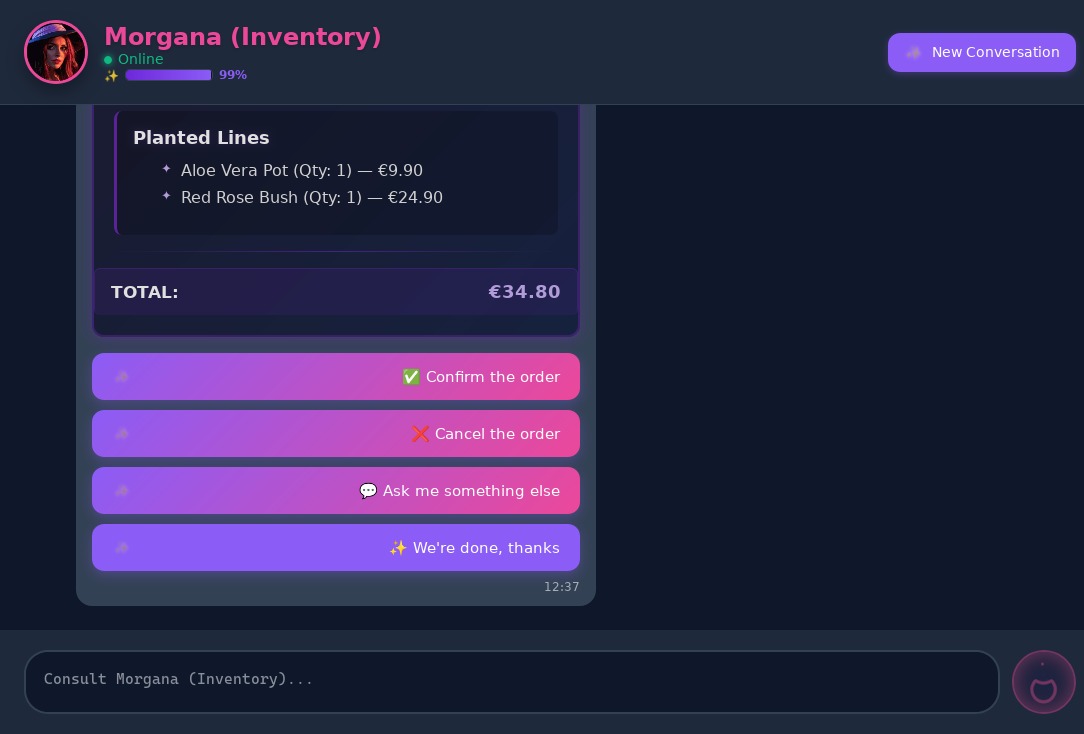 Morgana (Inventory)
Online
✨ 99%
New Conversation
Planted Lines
✦ Aloe Vera Pot (Qty: 1) — €9.90
✦ Red Rose Bush (Qty: 1) — €24.90
TOTAL: €34.80
✅ Confirm the order
❌ Cancel the order
💬 Ask me something else
✨ We're done, thanks
12:37
Consult Morgana (Inventory)...